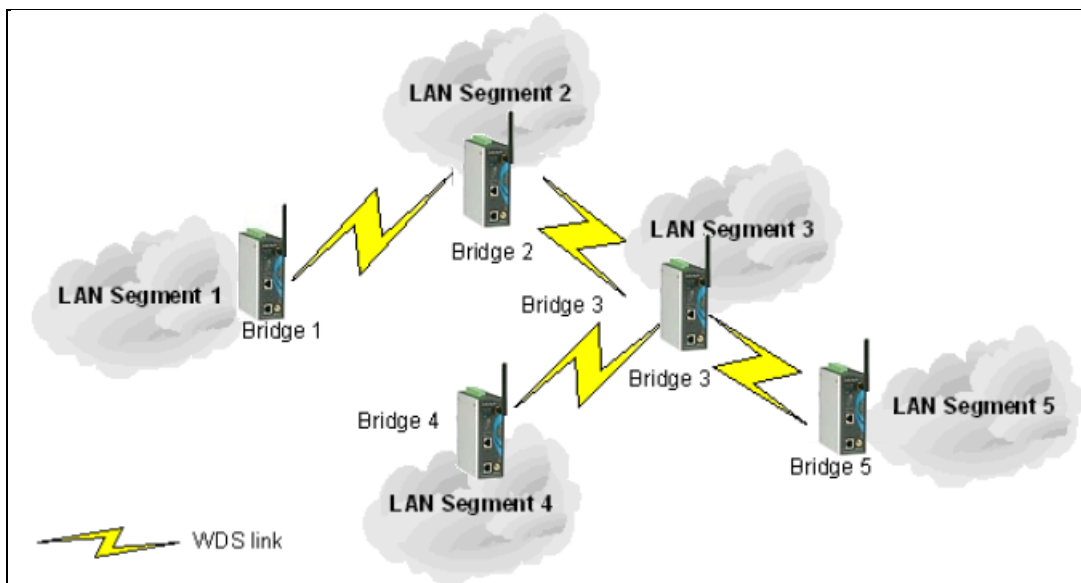 LAN Segment 2
Bridge 2
LAN Segment 3
LAN Segment 1
Bridge 1
Bridge 3
Bridge 3
Bridge 4
LAN Segment 5
Bridge 5
LAN Segment 4
WDS link